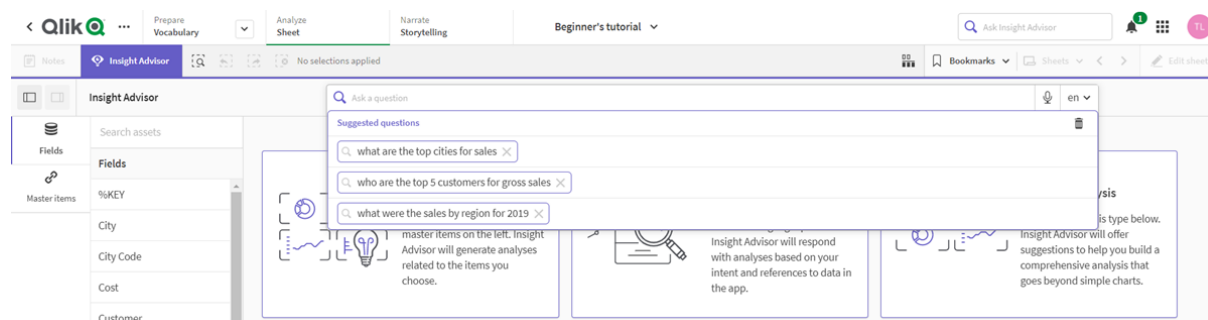 Qlik
Prepare
Vocabulary
Analyze
Sheet
Narrate
Storytelling
Beginner's tutorial
Ask Insight Advisor
1
TL
Notes
Insight Advisor
No selections applied
Bookmarks
Sheets
Edit sheet
Insight Advisor
Ask a question
en
Suggested questions
what are the top cities for sales
who are the top 5 customers for gross sales
what were the sales by region for 2019
Fields
Master items
Search assets
Fields
%KEY
City
City Code
Cost
Customer
master items on the left. Insight
Advisor will generate analyses
related to the items you
choose.
Insight Advisor will respond
with analyses based on your
intent and references to data in
the app.
is type below.
Insight Advisor will offer
suggestions to help you build a
comprehensive analysis that
goes beyond simple charts.